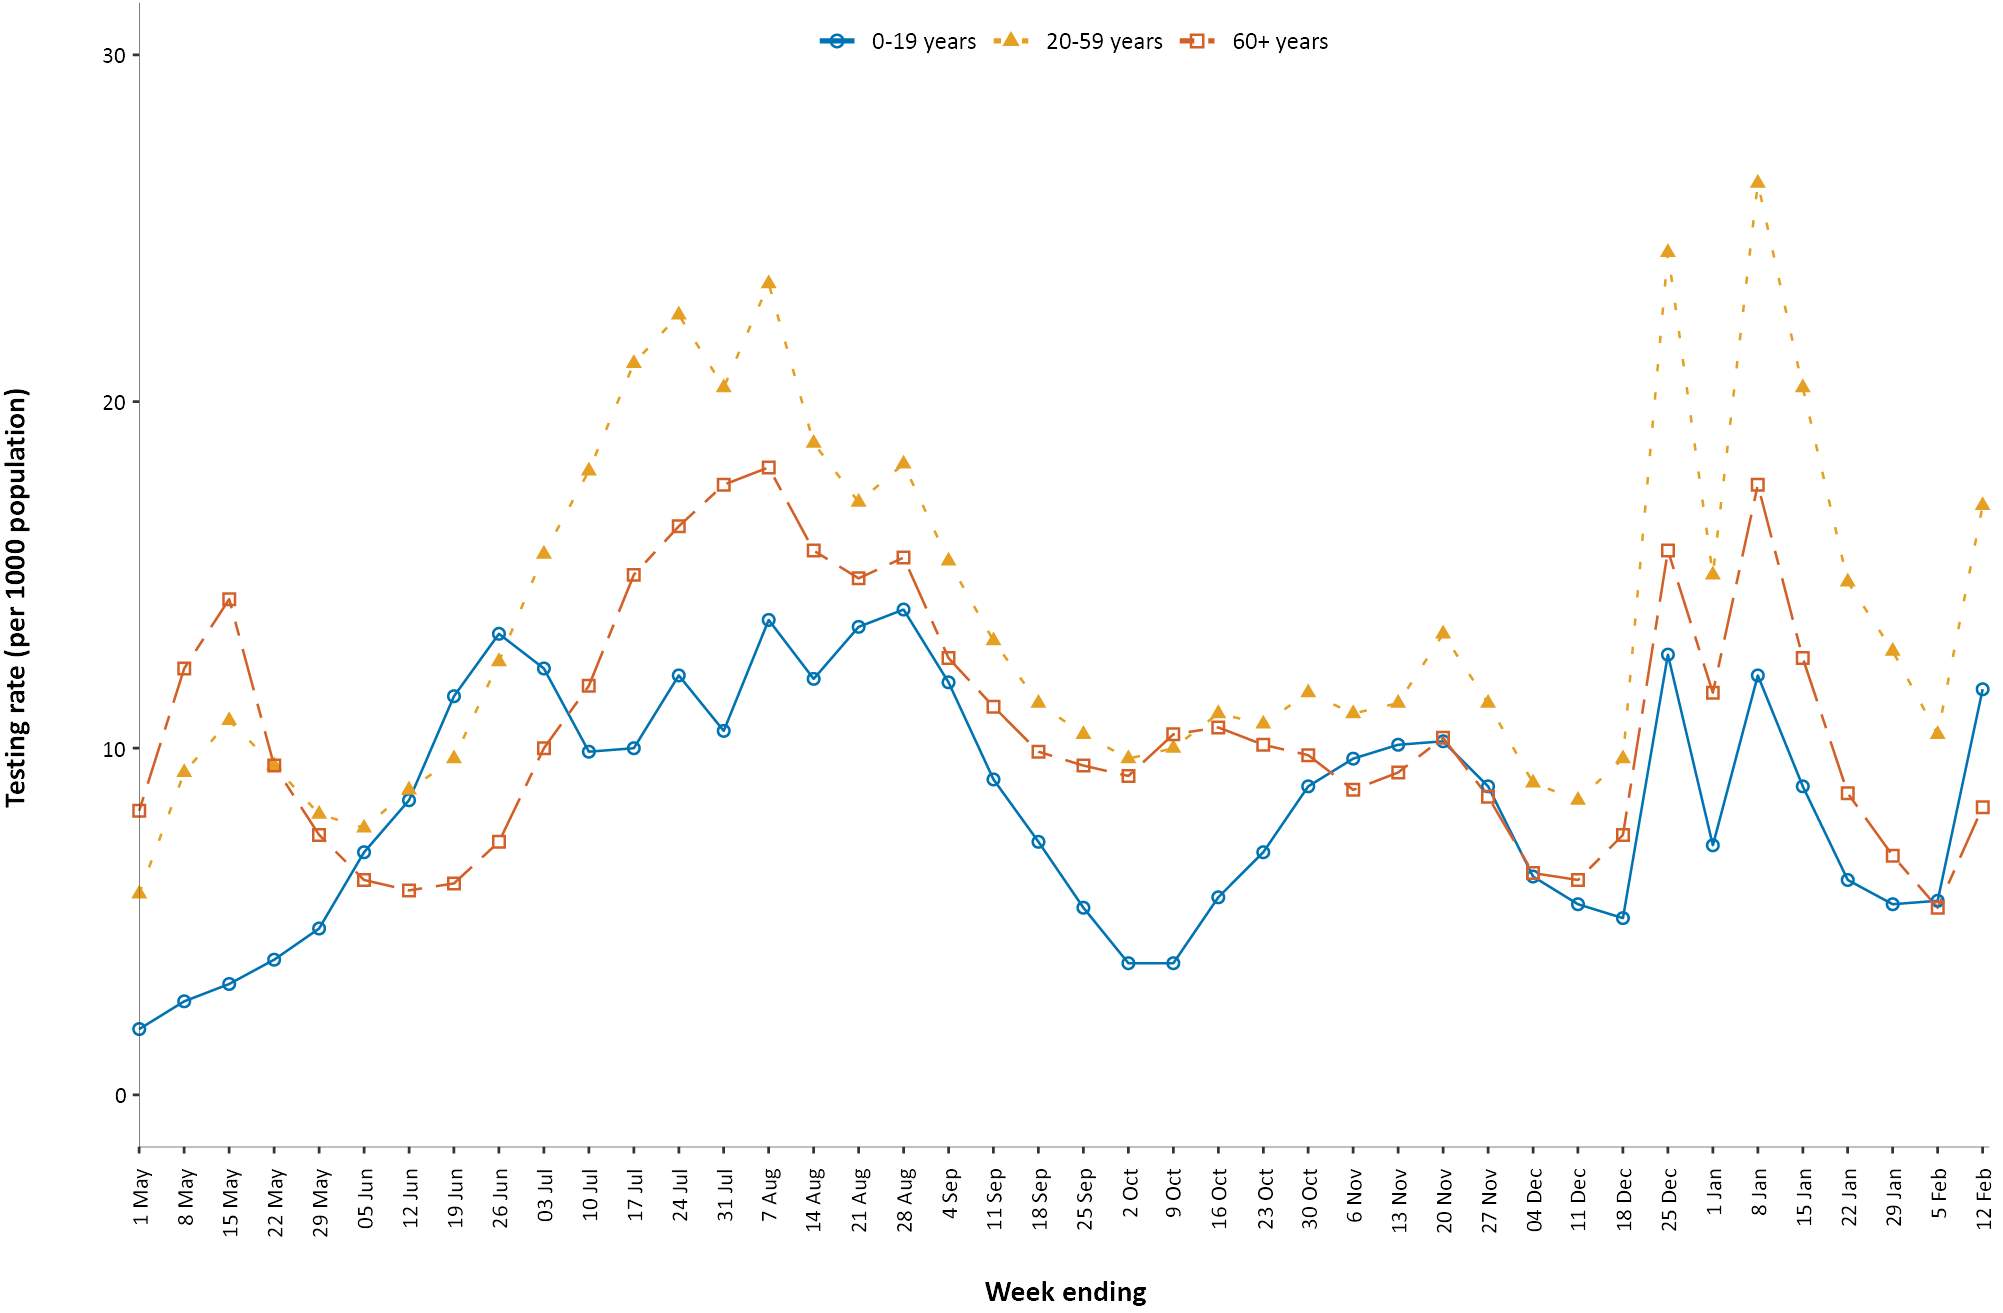 0-19 years 20-59 years 60+ years
Testing rate (per 1000 population)
30
20
10
0
1 May 8 May 15 May 22 May 29 May 05 Jun 12 Jun 19 Jun 26 Jun 03 Jul 10 Jul 17 Jul 24 Jul 31 Jul 7 Aug 14 Aug 21 Aug 28 Aug 4 Sep 11 Sep 18 Sep 25 Sep 2 Oct 9 Oct 16 Oct 23 Oct 30 Oct 6 Nov 13 Nov 20 Nov 27 Nov 04 Dec 11 Dec 18 Dec 25 Dec 1 Jan 8 Jan 15 Jan 22 Jan 29 Jan 5 Feb 12 Feb
Week ending